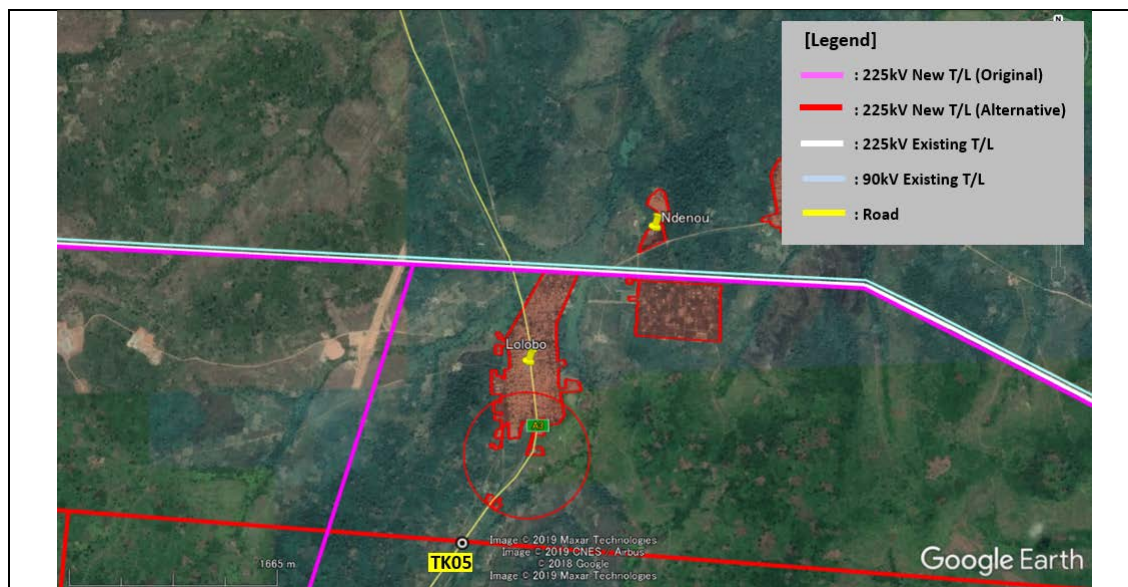 N
[Legend]
: 225kV New T/L (Original)
: 225kV New T/L (Alternative)
: 225kV Existing T/L
: 90kV Existing T/L
: Road
Ndenou
Lolobo
A3
TK05
1665 m
Image © 2019 Maxar Technologies
Image © 2019 CNES / Airbus
© 2018 Google
Image © 2019 Maxar Technologies
Google Earth